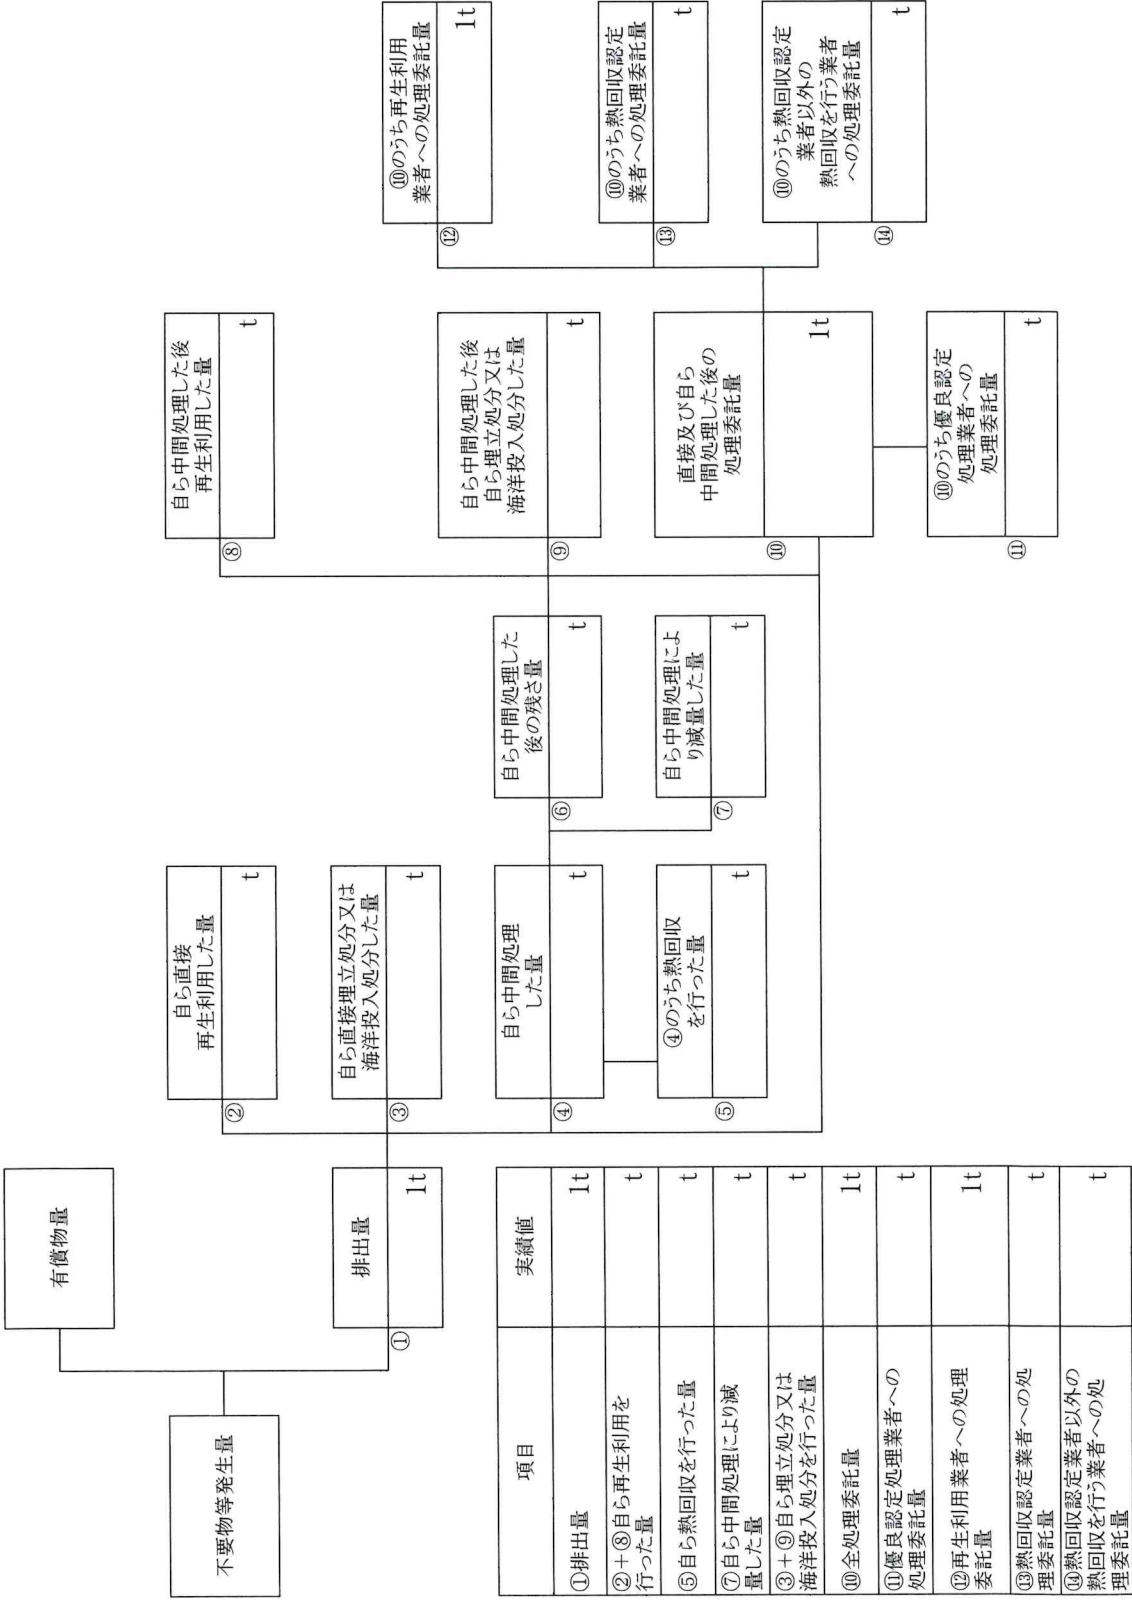 不要物等発生量
有償物量
排出量
①
1t
自ら直接
再生利用した量
②
t
自ら直接埋立処分又は
海洋投入処分した量
③
t
自ら中間処理
した量
④
t
④のうち熱回収
を行った量
⑤
t
自ら中間処理した
後の残さ量
⑥
t
自ら中間処理によ
り減量した量
⑦
t
自ら中間処理した後
再生利用した量
⑧
t
自ら中間処理した後
自ら埋立処分又は
海洋投入処分した量
⑨
t
直接及び自ら
中間処理した後の
処理委託量
⑩
1t
⑩のうち優良認定
処理業者への
処理委託量
⑪
t
⑩のうち再生利用
業者への処理委託量
⑫
1t
⑩のうち熱回収認定
業者への処理委託量
⑬
t
⑩のうち熱回収認定
業者以外の
熱回収を行う業者
への処理委託量
⑭
t
項目 実績値
①排出量 1t
②+⑧自ら再生利用を
行った量 t
⑤自ら熱回収を行った量 t
⑦自ら中間処理により減
量した量 t
③+⑨自ら埋立処分又は
海洋投入処分を行った量 t
⑩全処理委託量 1t
⑪優良認定処理業者への
処理委託量 t
⑫再生利用業者への処理
委託量 1t
⑬熱回収認定業者への処
理委託量 t
⑭熱回収認定業者以外の
熱回収を行う業者への処
理委託量 t